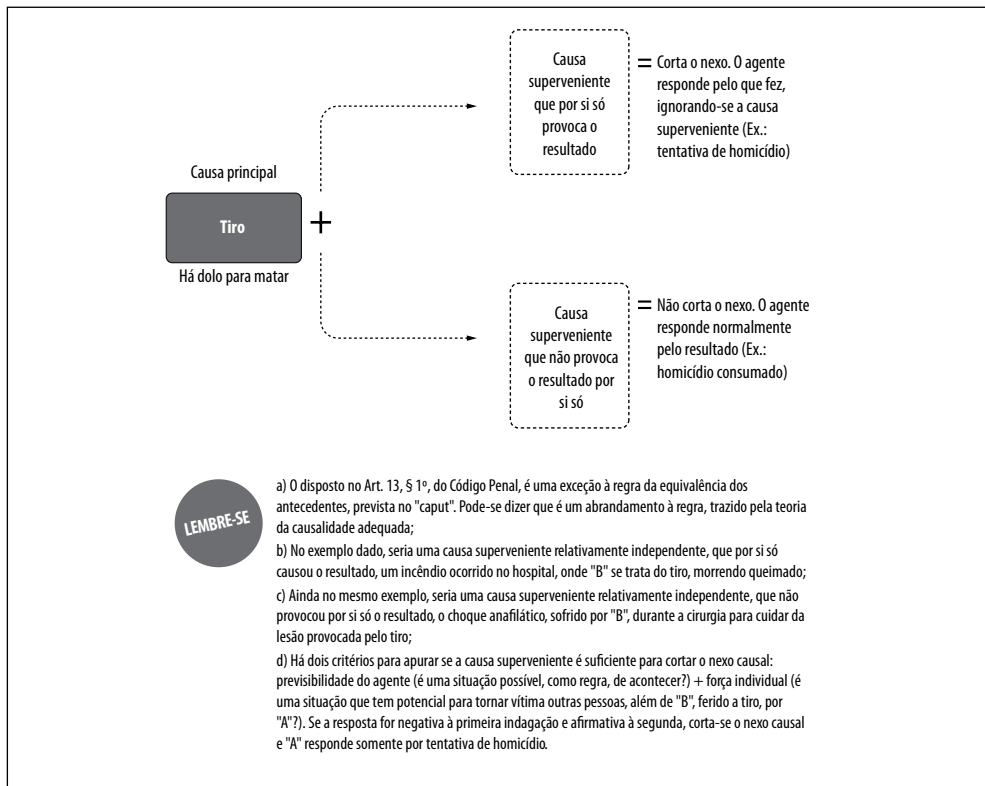 Causa
superveniente
que por si só
provoca o
resultado
= Corta o nexo. O agente
responde pelo que fez,
ignorando-se a causa
superveniente (Ex.:
tentativa de homicídio)
Causa principal
Tiro
+
Há dolo para matar
Causa
superveniente
que não provoca
o resultado por
si só
= Não corta o nexo. O agente
responde normalmente
pelo resultado (Ex.:
homicídio consumado)
LEMBRE-SE
a) O disposto no Art. 13, § 1º, do Código Penal, é uma exceção à regra da equivalência dos
antecedentes, prevista no "caput". Pode-se dizer que é um abrandamento à regra, trazido pela teoria
da causalidade adequada;
b) No exemplo dado, seria uma causa superveniente relativamente independente, que por si só
causou o resultado, um incêndio ocorrido no hospital, onde "B" se trata do tiro, morrendo queimado;
c) Ainda no mesmo exemplo, seria uma causa superveniente relativamente independente, que não
provocou por si só o resultado, o choque anafilático, sofrido por "B", durante a cirurgia para cuidar da
lesão provocada pelo tiro;
d) Há dois critérios para apurar se a causa superveniente é suficiente para cortar o nexo causal:
previsibilidade do agente (é uma situação possível, como regra, de acontecer?) + força individual (é
uma situação que tem potencial para tornar vítima outras pessoas, além de "B", ferido a tiro, por
"A"?). Se a resposta for negativa à primeira indagação e afirmativa à segunda, corta-se o nexo causal
e "A" responde somente por tentativa de homicídio.